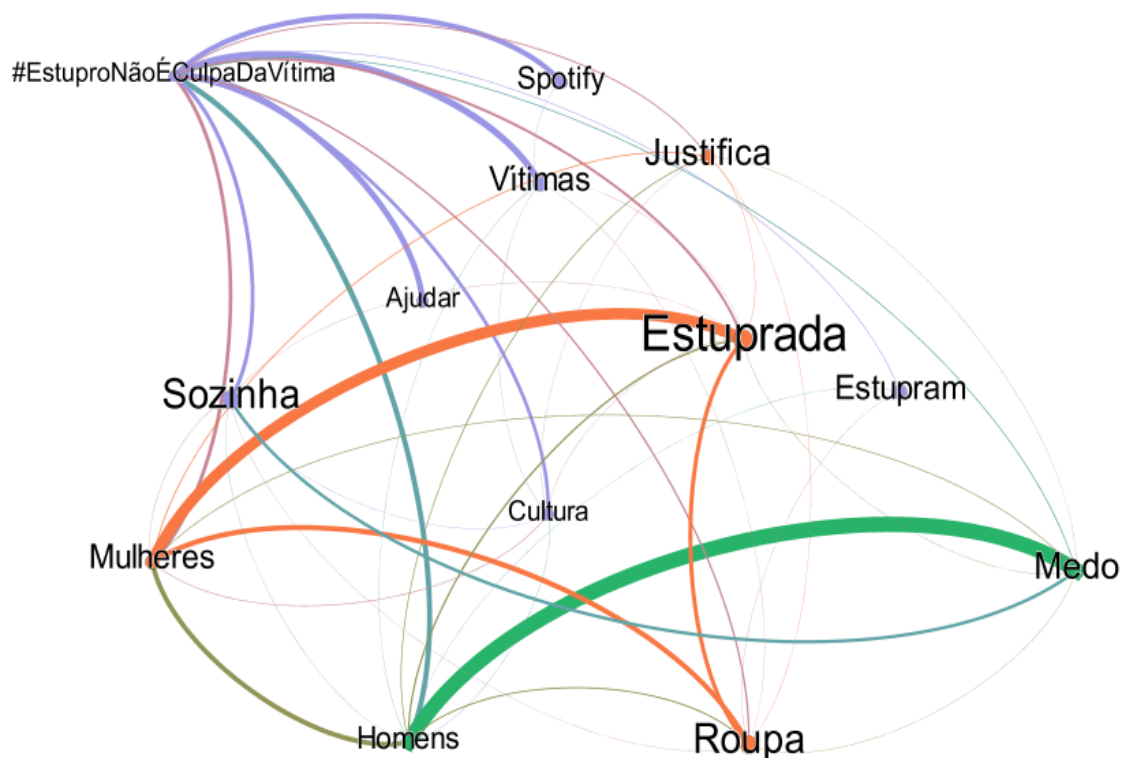 #EstuproNãoÉCulpaDaVítima
Spotify
Justifica
Vítimas
Ajudar
Estuprada
Estupram
Sozinha
Cultura
Mulheres
Medo
Homens
Roupa